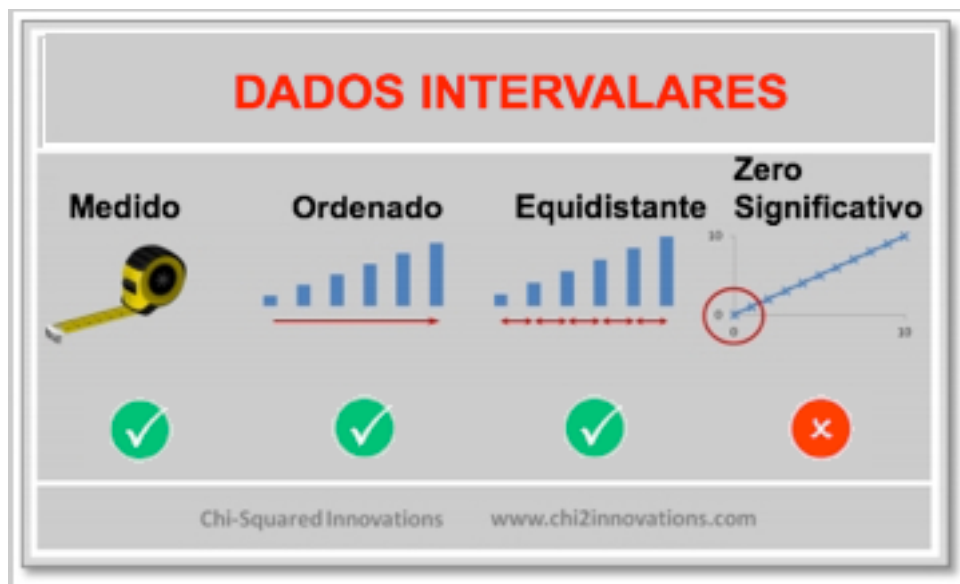 DADOS INTERVALARES
Medido
Ordenado
Equidistante
Zero
Significativo
10
0
0
10
Chi-Squared Innovations www.chi2innovations.com